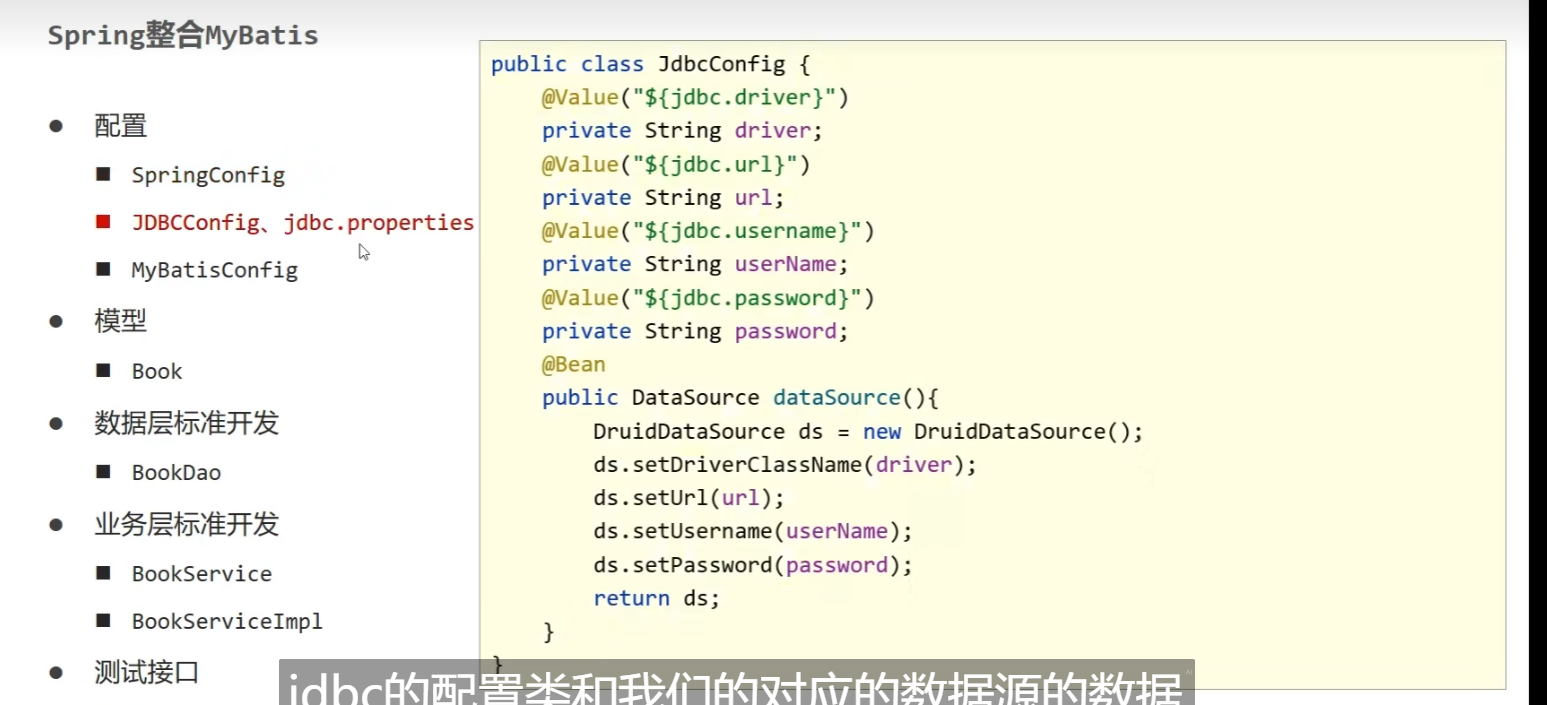 Spring整合MyBatis
● 配置
■ SpringConfig
■ JDBCConfig、jdbc.properties
■ MyBatisConfig
● 模型
■ Book
● 数据层标准开发
■ BookDao
● 业务层标准开发
■ BookService
■ BookServiceImpl
● 测试接口
public class JdbcConfig {
    @Value("${jdbc.driver}")
    private String driver;
    @Value("${jdbc.url}")
    private String url;
    @Value("${jdbc.username}")
    private String userName;
    @Value("${jdbc.password}")
    private String password;
    @Bean
    public DataSource dataSource(){
        DruidDataSource ds = new DruidDataSource();
        ds.setDriverClassName(driver);
        ds.setUrl(url);
        ds.setUsername(userName);
        ds.setPassword(password);
        return ds;
    }
}
jdbc的配置类和我们的对应的数据源的数据